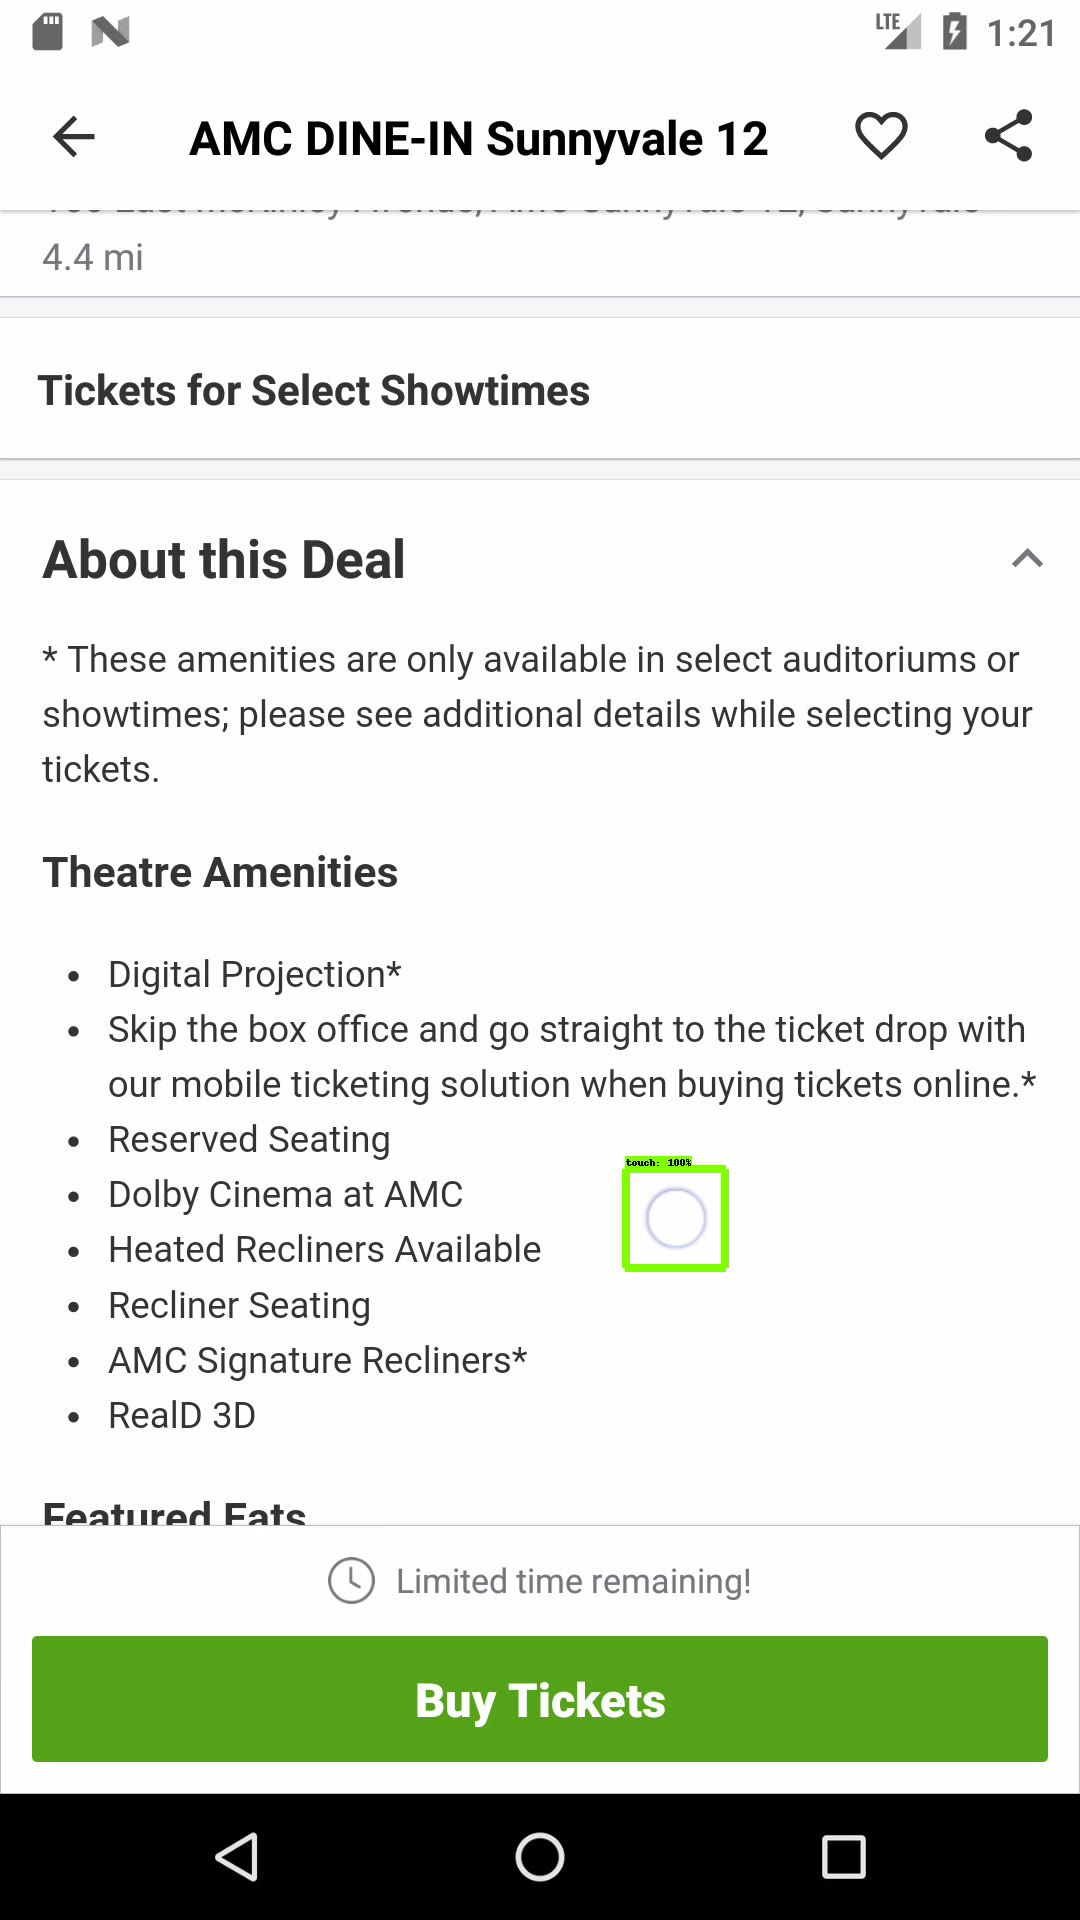 LTE 1:21
AMC DINE-IN Sunnyvale 12
4.4 mi
Tickets for Select Showtimes
About this Deal
* These amenities are only available in select auditoriums or
showtimes; please see additional details while selecting your
tickets.
Theatre Amenities
• Digital Projection*
• Skip the box office and go straight to the ticket drop with
our mobile ticketing solution when buying tickets online.*
• Reserved Seating
• Dolby Cinema at AMC
touch: 100%
• Heated Recliners Available
• Recliner Seating
• AMC Signature Recliners*
• RealD 3D
Featured Eats
Limited time remaining!
Buy Tickets